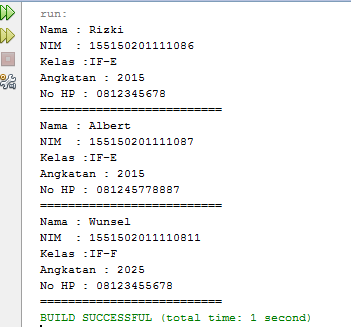 run:
Nama : Rizki
NIM  : 155150201111086
Kelas :IF-E
Angkatan : 2015
No HP : 0812345678
==========================
Nama : Albert
NIM  : 155150201111087
Kelas :IF-E
Angkatan : 2015
No HP : 081245778887
==========================
Nama : Wunsel
NIM  : 1551502011110811
Kelas :IF-F
Angkatan : 2025
No HP : 08123455678
==========================
BUILD SUCCESSFUL (total time: 1 second)